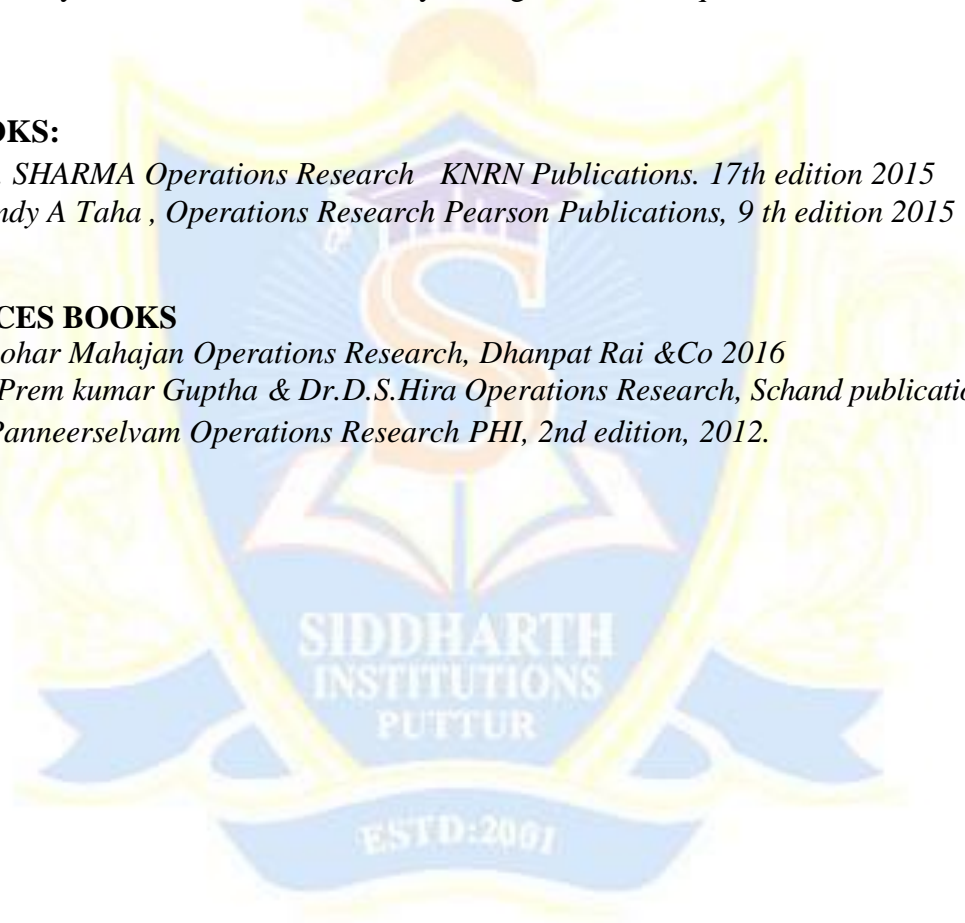 OKS:
. SHARMA Operations Research KNRN Publications. 17th edition 2015
ndy A Taha , Operations Research Pearson Publications, 9 th edition 2015
CES BOOKS
ohar Mahajan Operations Research, Dhanpat Rai &Co 2016
Prem kumar Guptha & Dr.D.S.Hira Operations Research, Schand publicatio
Panneerselvam Operations Research PHI, 2nd edition, 2012.
S
SIDDHARTH
INSTITUTIONS
PUTTUR
ESTD:2001